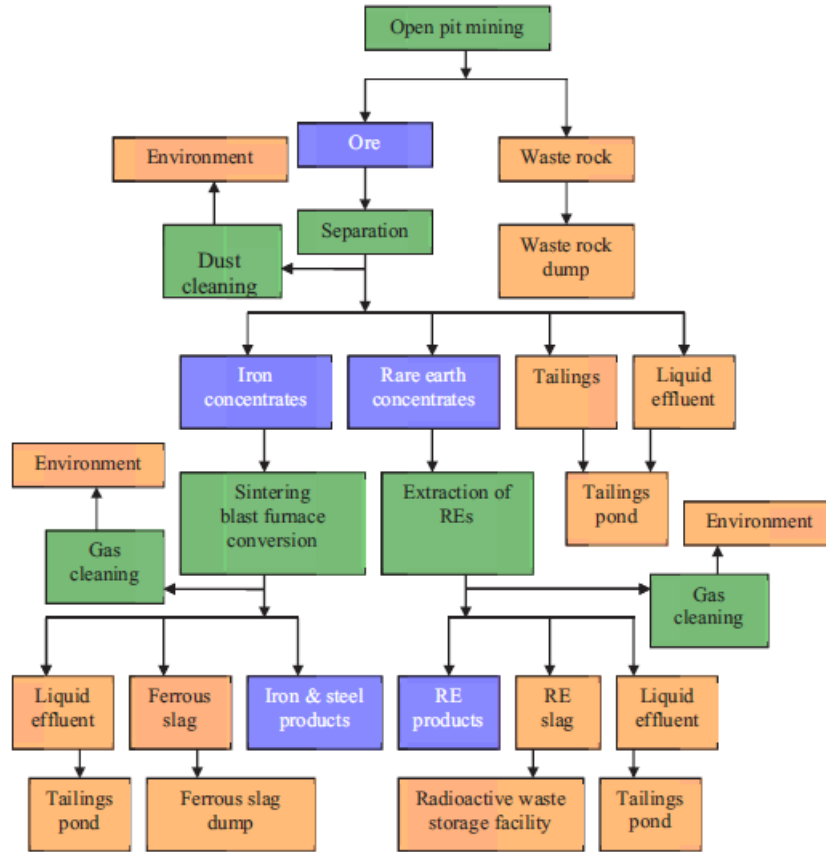 Open pit mining
Ore
Waste rock
Environment
Separation
Waste rock
dump
Dust
cleaning
Iron
concentrates
Rare earth
concentrates
Tailings
Liquid
effluent
Environment
Sintering
blast furnace
conversion
Extraction of
REs
Tailings
pond
Environment
Gas
cleaning
Gas
cleaning
Liquid
effluent
Ferrous
slag
Iron & steel
products
RE
products
RE
slag
Liquid
effluent
Tailings
pond
Ferrous slag
dump
Radioactive waste
storage facility
Tailings
pond